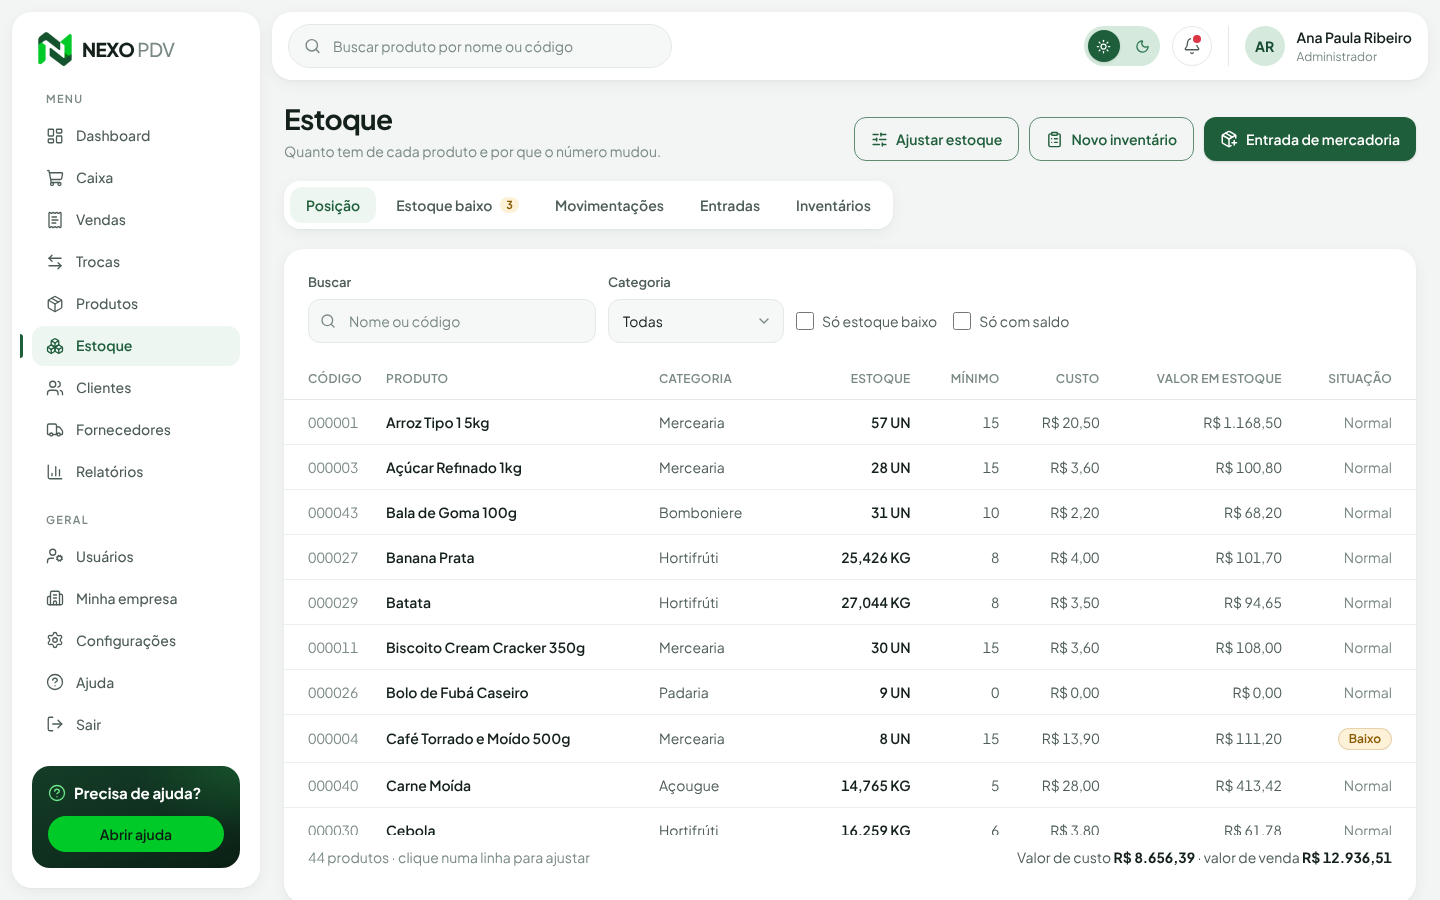 NEXO PDV
MENU
Dashboard
Caixa
Vendas
Trocas
Produtos
Estoque
Clientes
Fornecedores
Relatórios
GERAL
Usuários
Minha empresa
Configurações
Ajuda
Sair
Precisa de ajuda?
Abrir ajuda
Buscar produto por nome ou código
AR
Ana Paula Ribeiro
Administrador
Estoque
Quanto tem de cada produto e por que o número mudou.
Ajustar estoque
Novo inventário
Entrada de mercadoria
Posição
Estoque baixo 3
Movimentações
Entradas
Inventários
Buscar
Nome ou código
Categoria
Todas
Só estoque baixo
Só com saldo
CÓDIGO PRODUTO CATEGORIA ESTOQUE MÍNIMO CUSTO VALOR EM ESTOQUE SITUAÇÃO
000001 Arroz Tipo 1 5kg Mercearia 57 UN 15 R$ 20,50 R$ 1.168,50 Normal
000003 Açúcar Refinado 1kg Mercearia 28 UN 15 R$ 3,60 R$ 100,80 Normal
000043 Bala de Goma 100g Bomboniere 31 UN 10 R$ 2,20 R$ 68,20 Normal
000027 Banana Prata Hortifrúti 25,426 KG 8 R$ 4,00 R$ 101,70 Normal
000029 Batata Hortifrúti 27,044 KG 8 R$ 3,50 R$ 94,65 Normal
000011 Biscoito Cream Cracker 350g Mercearia 30 UN 15 R$ 3,60 R$ 108,00 Normal
000026 Bolo de Fubá Caseiro Padaria 9 UN 0 R$ 0,00 R$ 0,00 Normal
000004 Café Torrado e Moído 500g Mercearia 8 UN 15 R$ 13,90 R$ 111,20 Baixo
000040 Carne Moída Açougue 14,765 KG 5 R$ 28,00 R$ 413,42 Normal
000030 Cebola Hortifrúti 16,259 KG 6 R$ 3,80 R$ 61,78 Normal
44 produtos · clique numa linha para ajustar
Valor de custo R$ 8.656,39 · valor de venda R$ 12.936,51